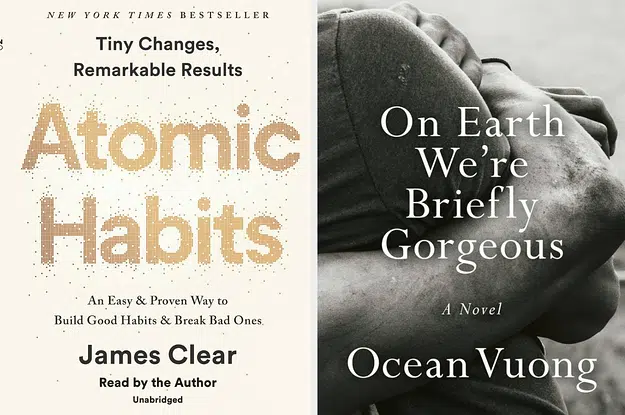 NEW YORK TIMES BESTSELLER
Tiny Changes,
Remarkable Results
Atomic
Habits
An Easy & Proven Way to
Build Good Habits & Break Bad Ones
James Clear
Read by the Author
Unabridged
On Earth
We’re
Briefly
Gorgeous
A Novel
Ocean Vuong